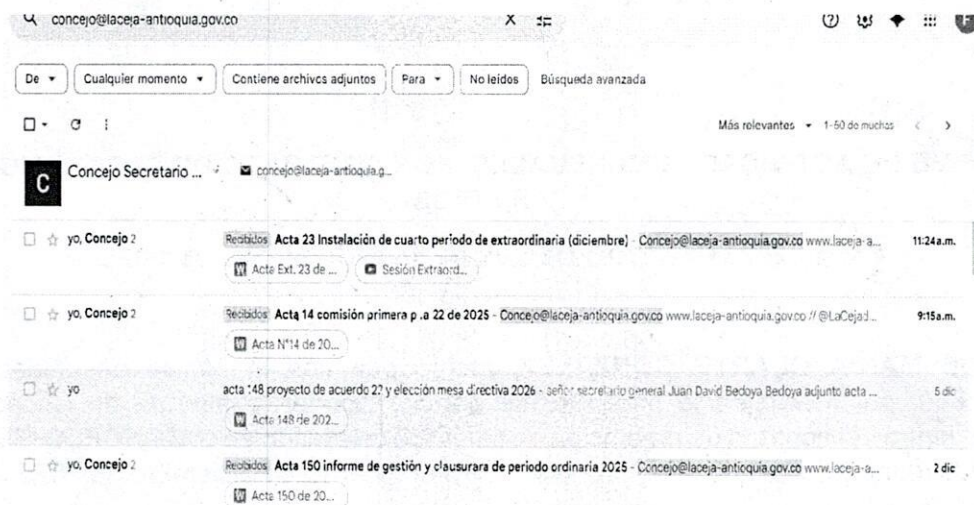 concejo@laceja-antioquia.gov.co
De Cualquier momento Contiene archivos adjuntos Para No leídos Búsqueda avanzada
Más relevantes 1-50 de muchas
C Concejo Secretario ... concejo@laceja-antioquia.g...
yo, Concejo 2 Recibidos Acta 23 Instalación de cuarto periodo de extraordinaria (diciembre) - Concejo@laceja-antioquia.gov.co www.laceja-a... 11:24 a.m.
Acta Ext. 23 de ... Sesión Extraord...
yo, Concejo 2 Recibidos Acta 14 comisión primera p .a 22 de 2025 - Concejo@laceja-antioquia.gov.co www.laceja-antioquia.gov.co // @LaCejad... 9:15 a.m.
Acta N°14 de 20...
yo acta 148 proyecto de acuerdo 27 y elección mesa directiva 2026 - señor secretario general Juan David Bedoya Bedoya adjunto acta ... 5 dic
Acta 148 de 202...
yo, Concejo 2 Recibidos Acta 150 informe de gestión y clausurara de periodo ordinaria 2025 - Concejo@laceja-antioquia.gov.co www.laceja-a... 2 dic
Acta 150 de 20...